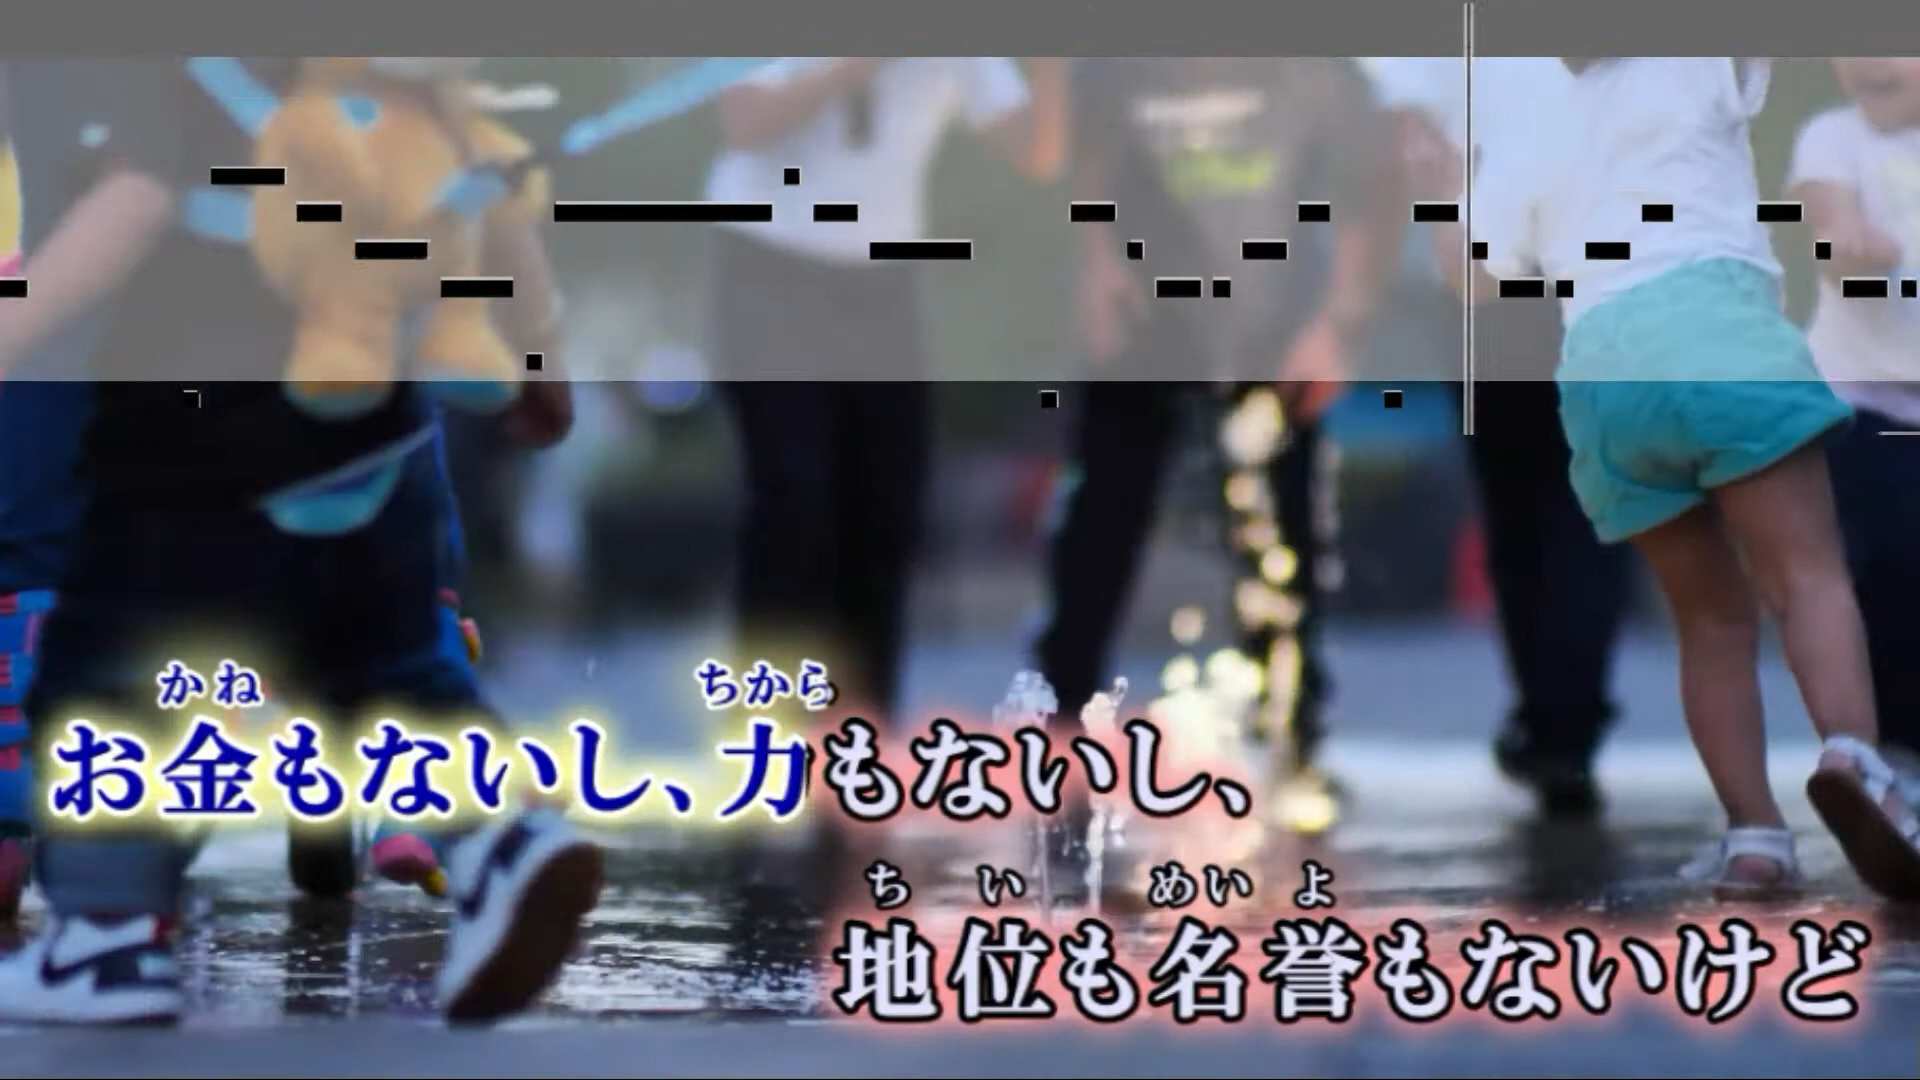 かね ちから
お金もないし、力もないし、
ち い めい よ
地位も名誉もないけど